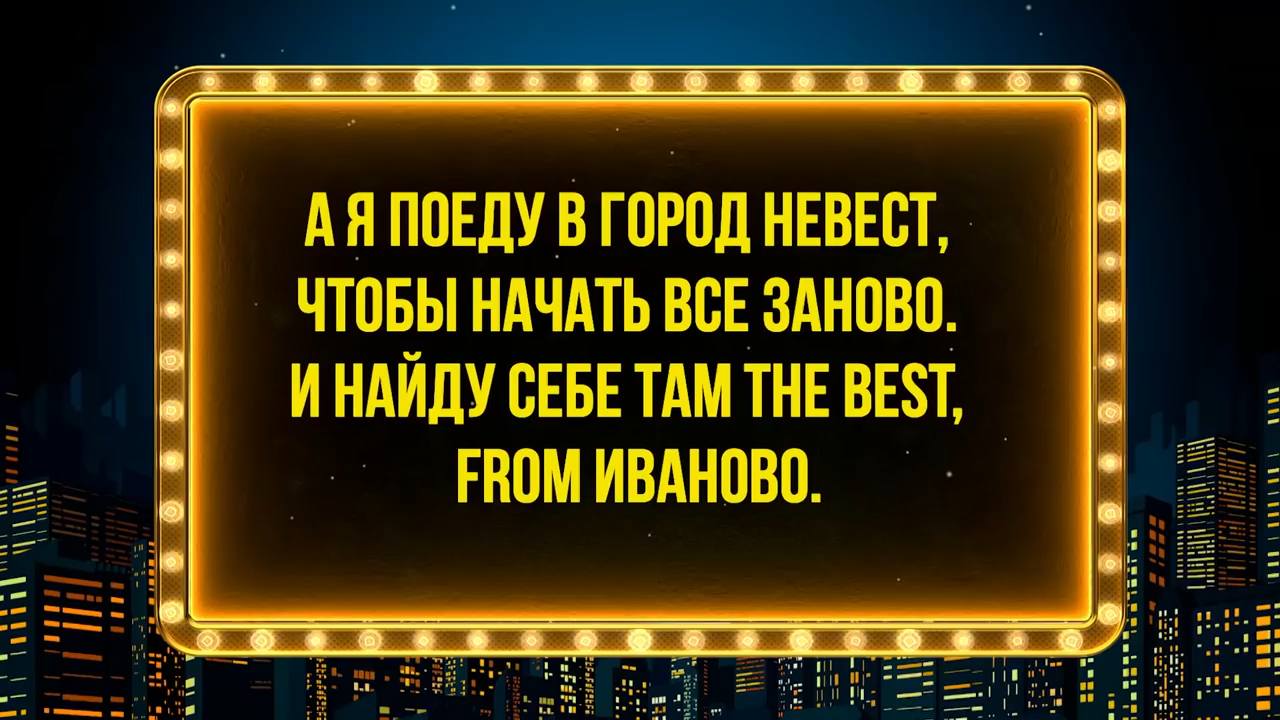 А Я ПОЕДУ В ГОРОД НЕВЕСТ,
ЧТОБЫ НАЧАТЬ ВСЕ ЗАНОВО.
И НАЙДУ СЕБЕ ТАМ THE BEST,
FROM ИВАНОВО.